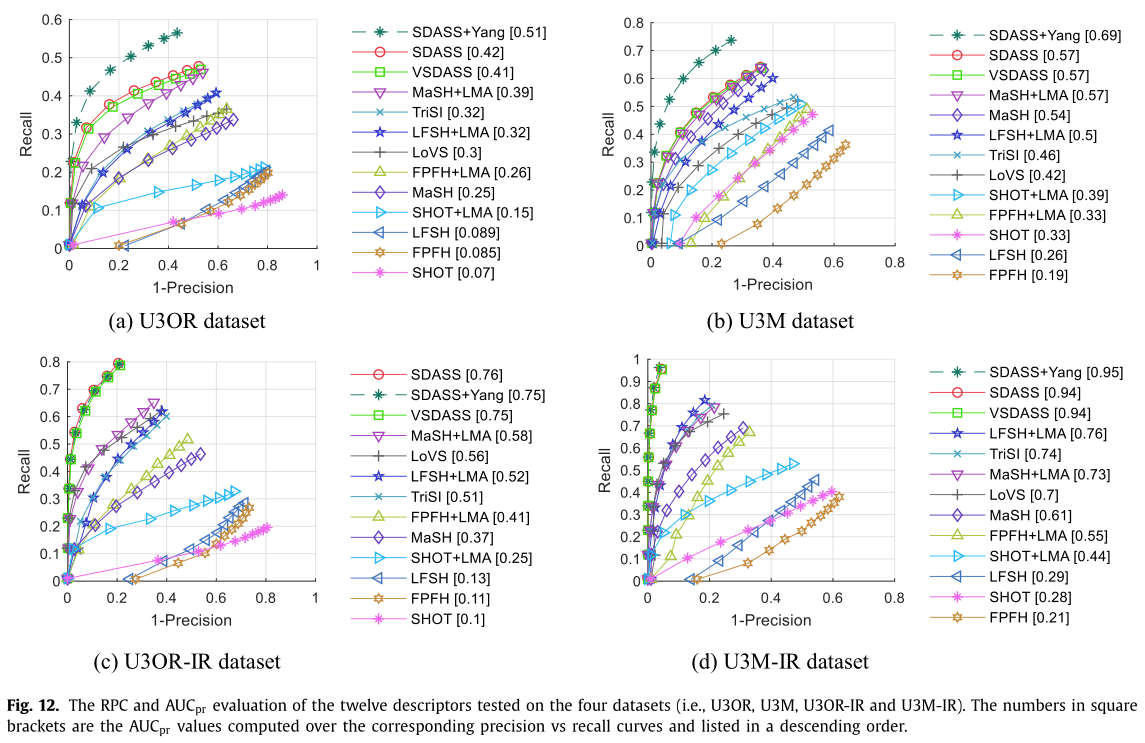 0.6
0.5
0.4
0.3
0.2
0.1
0
Recall
0 0.2 0.4 0.6 0.8 1
1-Precision
SDASS+Yang [0.51]
SDASS [0.42]
VSDASS [0.41]
MaSH+LMA [0.39]
TriSI [0.32]
LFSH+LMA [0.32]
LoVS [0.3]
FPFH+LMA [0.26]
MaSH [0.25]
SHOT+LMA [0.15]
LFSH [0.089]
FPFH [0.085]
SHOT [0.07]
(a) U3OR dataset
0.8
0.7
0.6
0.5
0.4
0.3
0.2
0.1
0
Recall
0 0.2 0.4 0.6 0.8
1-Precision
SDASS+Yang [0.69]
SDASS [0.57]
VSDASS [0.57]
MaSH+LMA [0.57]
MaSH [0.54]
LFSH+LMA [0.5]
TriSI [0.46]
LoVS [0.42]
SHOT+LMA [0.39]
FPFH+LMA [0.33]
SHOT [0.33]
LFSH [0.26]
FPFH [0.19]
(b) U3M dataset
0.8
0.7
0.6
0.5
0.4
0.3
0.2
0.1
0
Recall
0 0.2 0.4 0.6 0.8 1
1-Precision
SDASS [0.76]
SDASS+Yang [0.75]
VSDASS [0.75]
MaSH+LMA [0.58]
LoVS [0.56]
LFSH+LMA [0.52]
TriSI [0.51]
FPFH+LMA [0.41]
MaSH [0.37]
SHOT+LMA [0.25]
LFSH [0.13]
FPFH [0.11]
SHOT [0.1]
(c) U3OR-IR dataset
1
0.9
0.8
0.7
0.6
0.5
0.4
0.3
0.2
0.1
0
Recall
0 0.2 0.4 0.6 0.8
1-Precision
SDASS+Yang [0.95]
SDASS [0.94]
VSDASS [0.94]
LFSH+LMA [0.76]
TriSI [0.74]
MaSH+LMA [0.73]
LoVS [0.7]
MaSH [0.61]
FPFH+LMA [0.55]
SHOT+LMA [0.44]
LFSH [0.29]
SHOT [0.28]
FPFH [0.21]
(d) U3M-IR dataset
Fig. 12. The RPC and AUCpr evaluation of the twelve descriptors tested on the four datasets (i.e., U3OR, U3M, U3OR-IR and U3M-IR). The numbers in square
brackets are the AUCpr values computed over the corresponding precision vs recall curves and listed in a descending order.